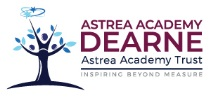 ASTREA ACADEMY
DEARNE
Astrea Academy Trust
INSPIRING BEYOND MEASURE